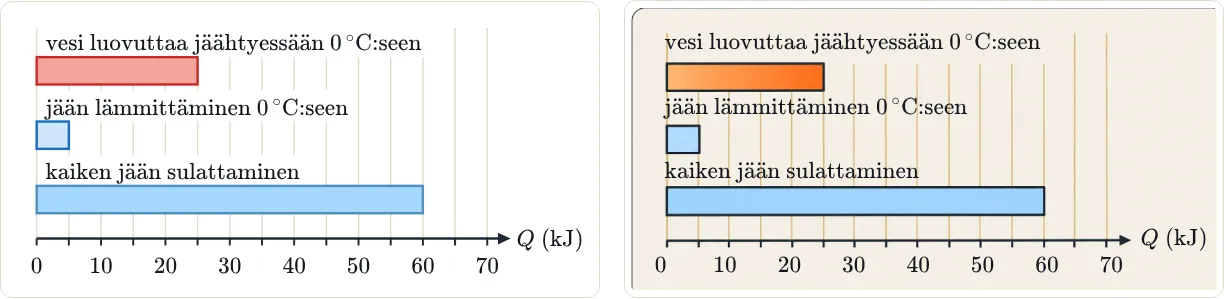 vesi luovuttaa jäähtyessään 0 °C:seen
jään lämmittäminen 0 °C:seen
kaiken jään sulattaminen
Q (kJ)
0 10 20 30 40 50 60 70
vesi luovuttaa jäähtyessään 0 °C:seen
jään lämmittäminen 0 °C:seen
kaiken jään sulattaminen
Q (kJ)
0 10 20 30 40 50 60 70